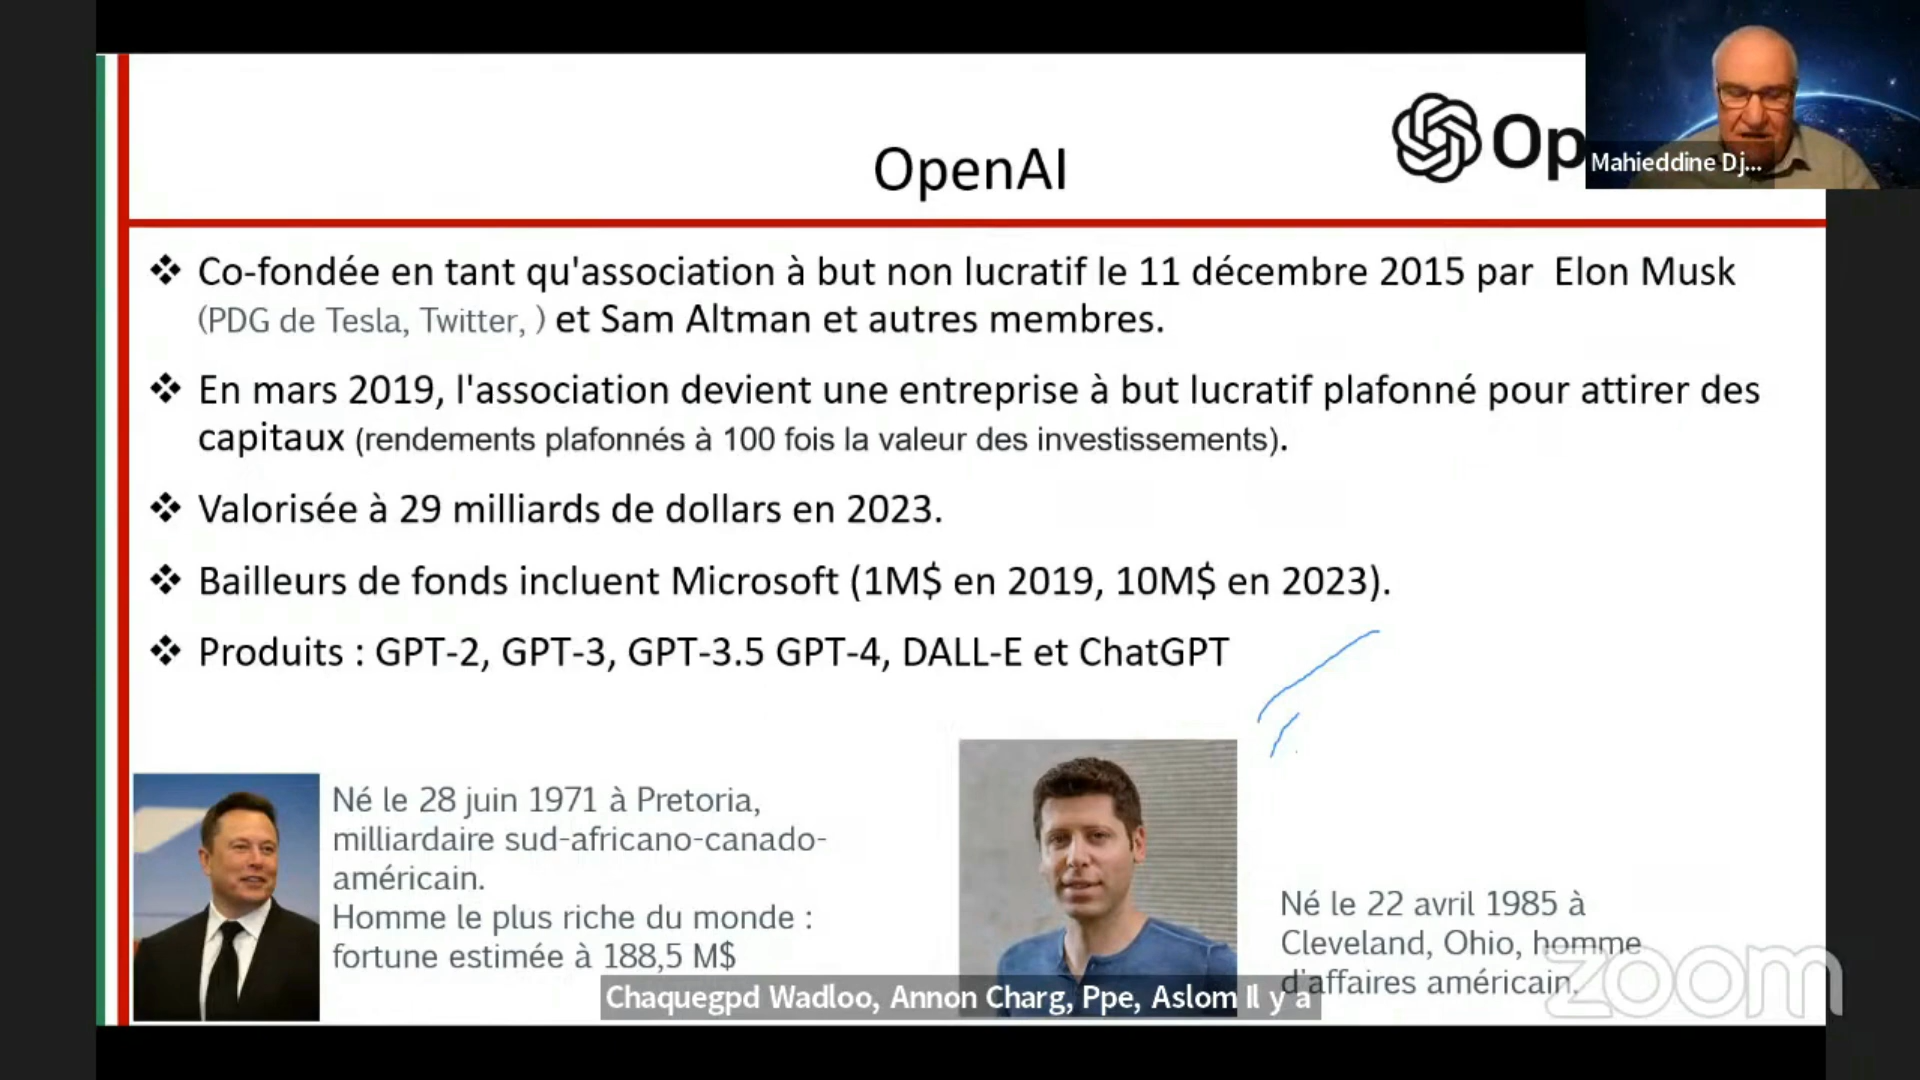 OpenAI
Op
Mahieddine Dj...
Co-fondée en tant qu'association à but non lucratif le 11 décembre 2015 par Elon Musk
(PDG de Tesla, Twitter, ) et Sam Altman et autres membres.
En mars 2019, l'association devient une entreprise à but lucratif plafonné pour attirer des
capitaux (rendements plafonnés à 100 fois la valeur des investissements).
Valorisée à 29 milliards de dollars en 2023.
Bailleurs de fonds incluent Microsoft (1M$ en 2019, 10M$ en 2023).
Produits : GPT-2, GPT-3, GPT-3.5 GPT-4, DALL-E et ChatGPT
Né le 28 juin 1971 à Pretoria,
milliardaire sud-africano-canado-
américain.
Homme le plus riche du monde :
fortune estimée à 188,5 M$
Né le 22 avril 1985 à
Cleveland, Ohio, homme
d'affaires américain.
Chaquegpd Wadloo, Annon Charg, Ppe, Aslom Il y a
zoom